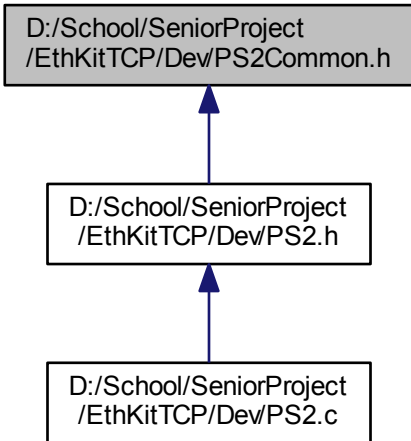 D:/School/SeniorProject
/EthKitTCP/Dev/PS2Common.h
D:/School/SeniorProject
/EthKitTCP/Dev/PS2.h
D:/School/SeniorProject
/EthKitTCP/Dev/PS2.c